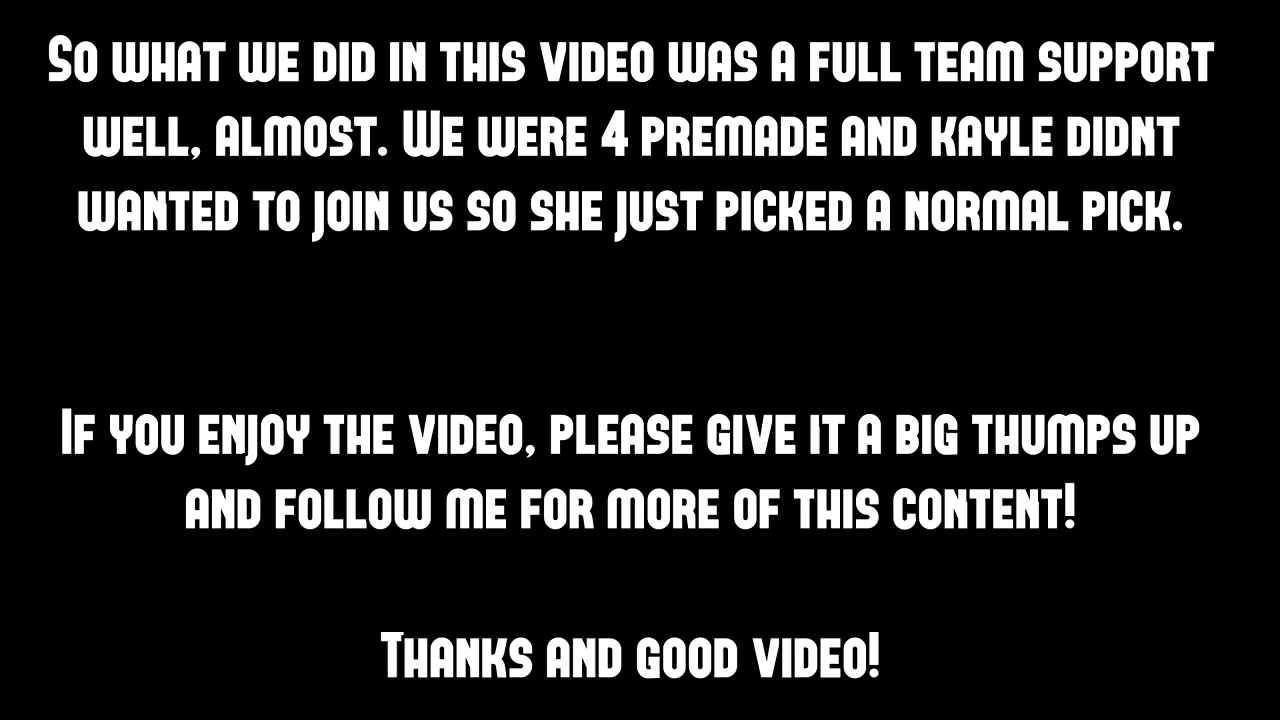 So what we did in this video was a full team support
well, almost. We were 4 premade and kayle didnt
wanted to join us so she just picked a normal pick.
If you enjoy the video, please give it a big thumps up
and follow me for more of this content!
Thanks and good video!